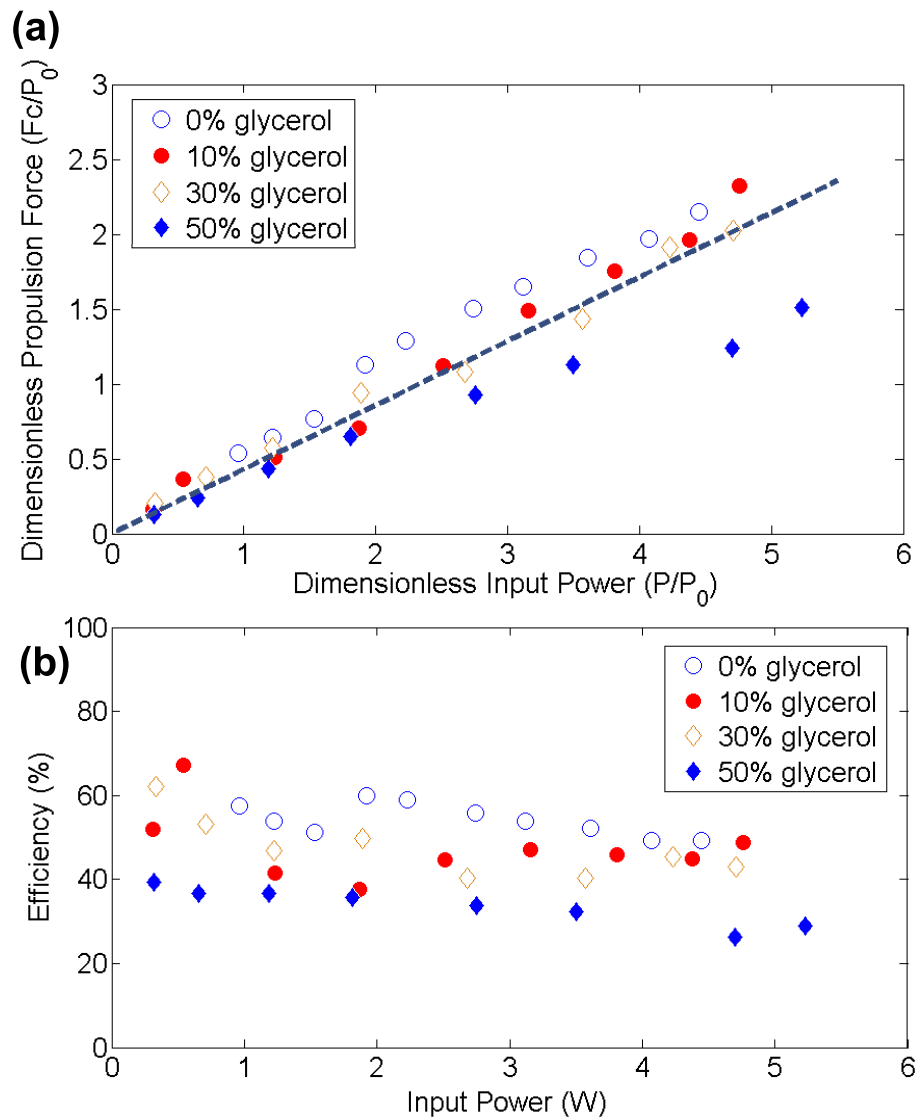 (a)
Dimensionless Propulsion Force (Fc/P0)
3
2.5
2
1.5
1
0.5
0
0% glycerol
10% glycerol
30% glycerol
50% glycerol
0 1 2 3 4 5 6
Dimensionless Input Power (P/P0)
(b)
Efficiency (%)
100
80
60
40
20
0
0% glycerol
10% glycerol
30% glycerol
50% glycerol
0 1 2 3 4 5 6
Input Power (W)